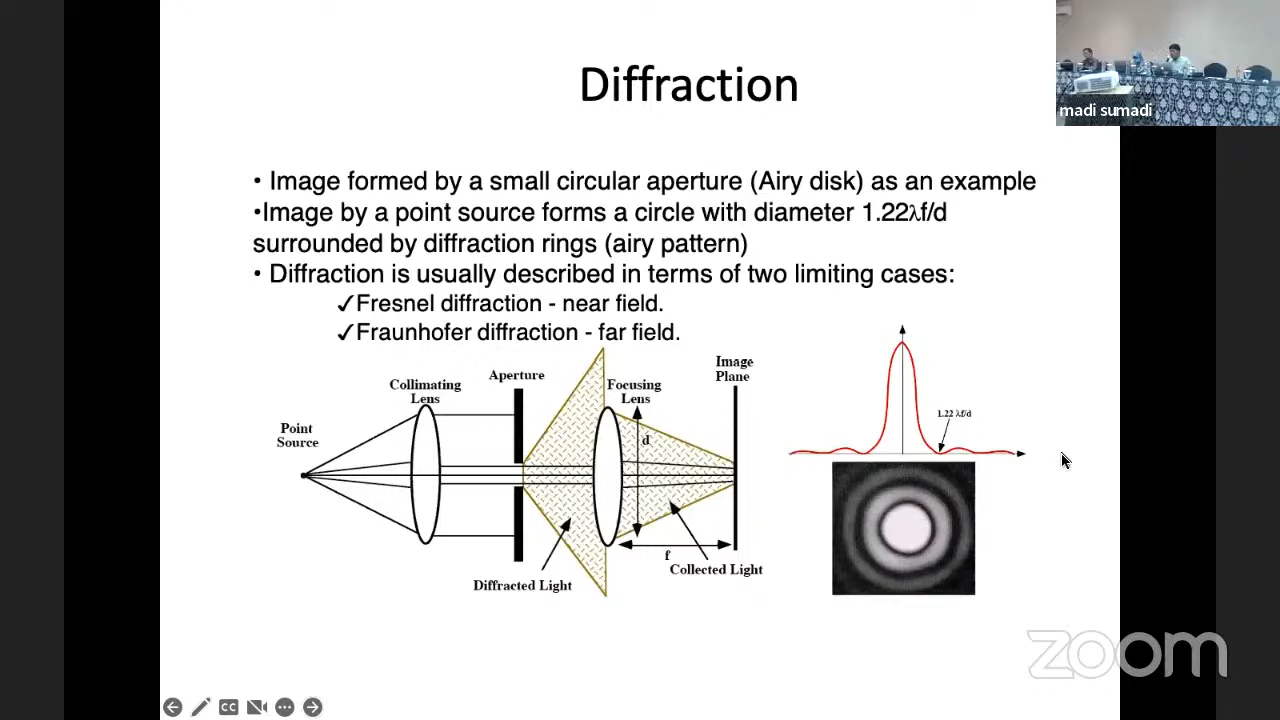 Diffraction
madi sumadi
• Image formed by a small circular aperture (Airy disk) as an example
•Image by a point source forms a circle with diameter 1.22λf/d
surrounded by diffraction rings (airy pattern)
• Diffraction is usually described in terms of two limiting cases:
✓Fresnel diffraction - near field.
✓Fraunhofer diffraction - far field.
Point
Source
Collimating
Lens
Aperture
Focusing
Lens
Image
Plane
d
f
Diffracted Light
Collected Light
1.22 λf/d
CC
zoom